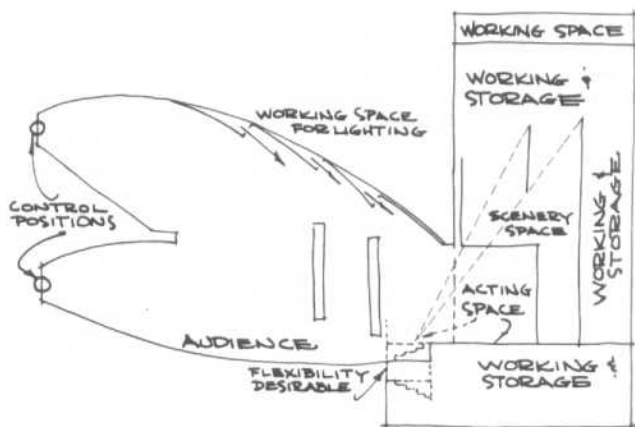 WORKING SPACE
WORKING &
STORAGE
WORKING SPACE
FOR LIGHTING
CONTROL
POSITIONS
SCENERY
SPACE
WORKING &
STORAGE
ACTING
SPACE
AUDIENCE
FLEXIBILITY
DESIRABLE
WORKING &
STORAGE